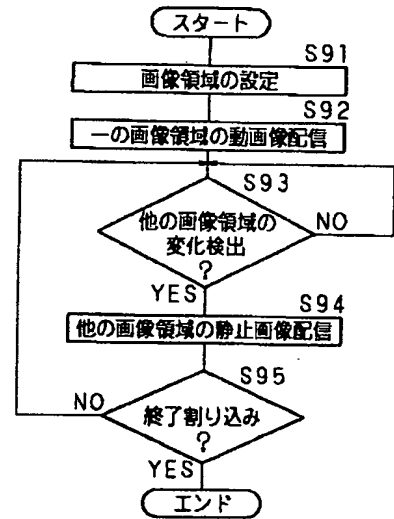 スタート
S91
画像領域の設定
S92
一の画像領域の動画像配信
S93
他の画像領域の
変化検出
?
NO
YES
S94
他の画像領域の静止画像配信
S95
NO
終了割り込み
?
YES
エンド